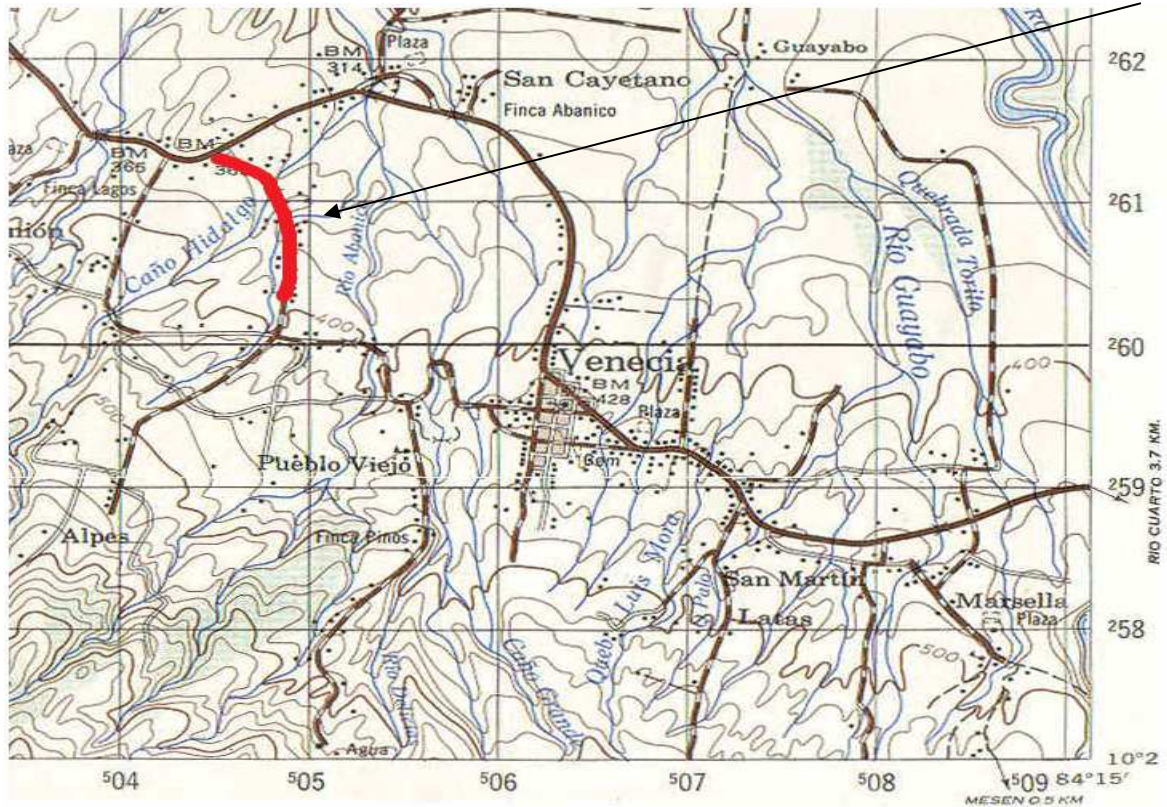 Plaza
Guayabo
BM
314
262
San Cayetano
Finca Abanico
BM
BM
365
Finca Lagos
Quebrada Torito
261
Caño Hidalgo
Río Abanico
Río Guayabo
400
260
Venecia
BM
428
400
500
Plaza
Pueblo Viejo
Gem
259
RIO CUARTO 3.7 KM.
Alpes
Finca Pinos
Queb Luis Mora
Q Palo
San Martín
Latas
Marsella
Plaza
258
500
Caño Grande
Agua
10°2
504
505
506
507
508
509
84°15'
MESEN 0.5 KM